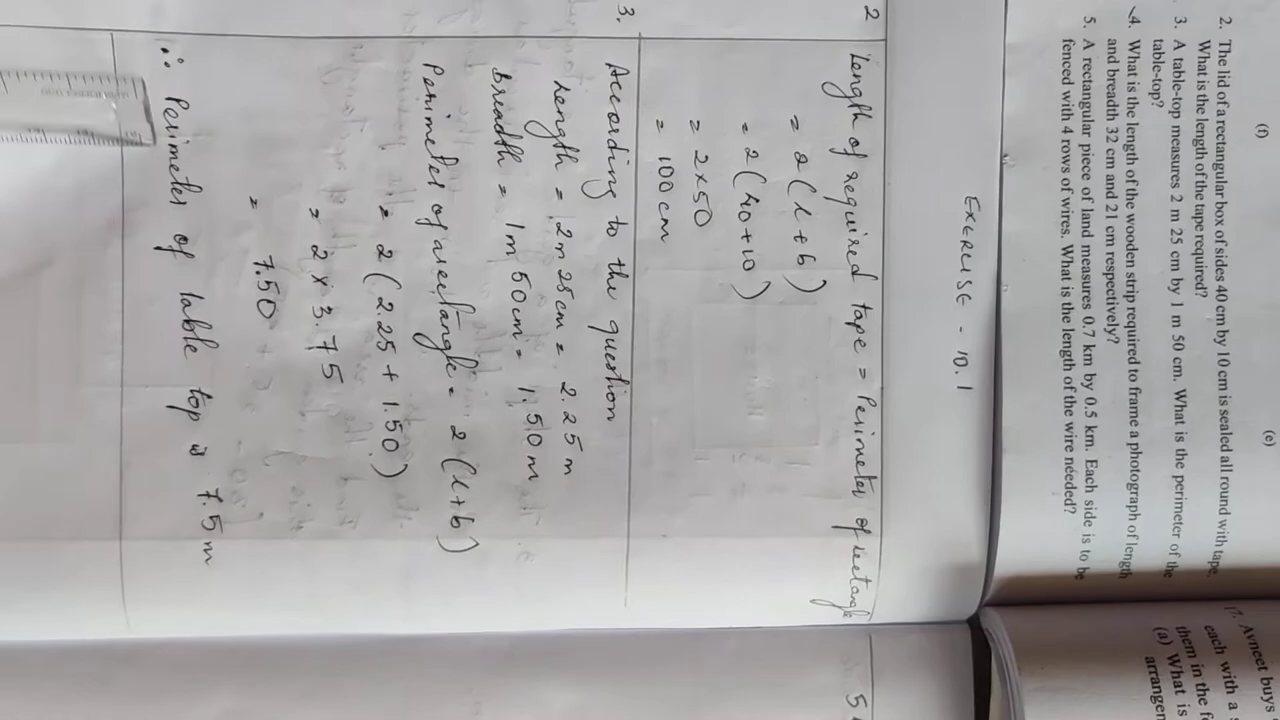 (f)
(e)
2. The lid of a rectangular box of sides 40 cm by 10 cm is sealed all round with tape.
What is the length of the tape required?
3. A table-top measures 2 m 25 cm by 1 m 50 cm. What is the perimeter of the
table-top?
4. What is the length of the wooden strip required to frame a photograph of length
and breadth 32 cm and 21 cm respectively?
5. A rectangular piece of land measures 0.7 km by 0.5 km. Each side is to be
fenced with 4 rows of wires. What is the length of the wire needed?
17. Avneet buys
each with a
them in the f
(a) What is
arrangem
EXERCISE - 10.1
2 Length of required tape = Perimeter of rectangle
= 2(l+b)
= 2(40+10)
= 2×50
= 100 cm
3. According to the question
Length = 2m 25cm = 2.25m
Breadth = 1m 50cm = 1.50m
Perimeter of rectangle = 2(l+b)
= 2(2.25+1.50)
= 2×3.75
= 7.50
∴ Perimeter of table top is 7.5m
5